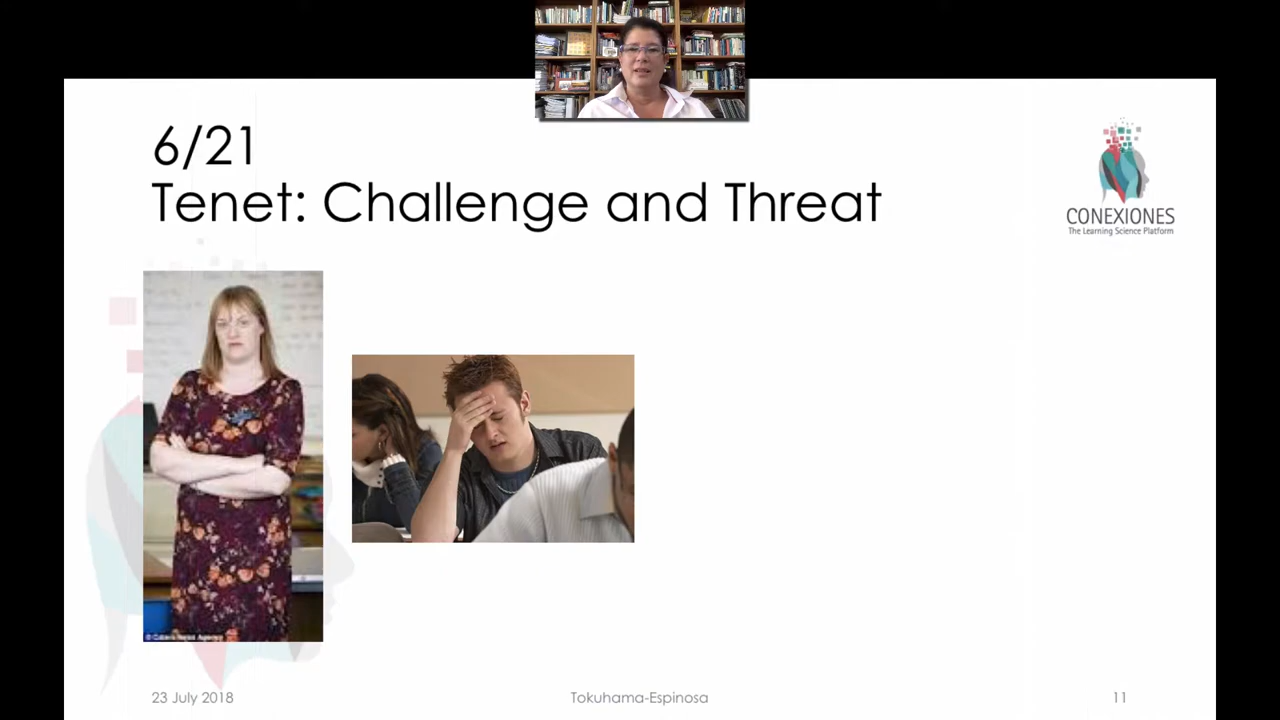 6/21
Tenet: Challenge and Threat
CONEXIONES
The Learning Science Platform
23 July 2018
Tokuhama-Espinosa
11